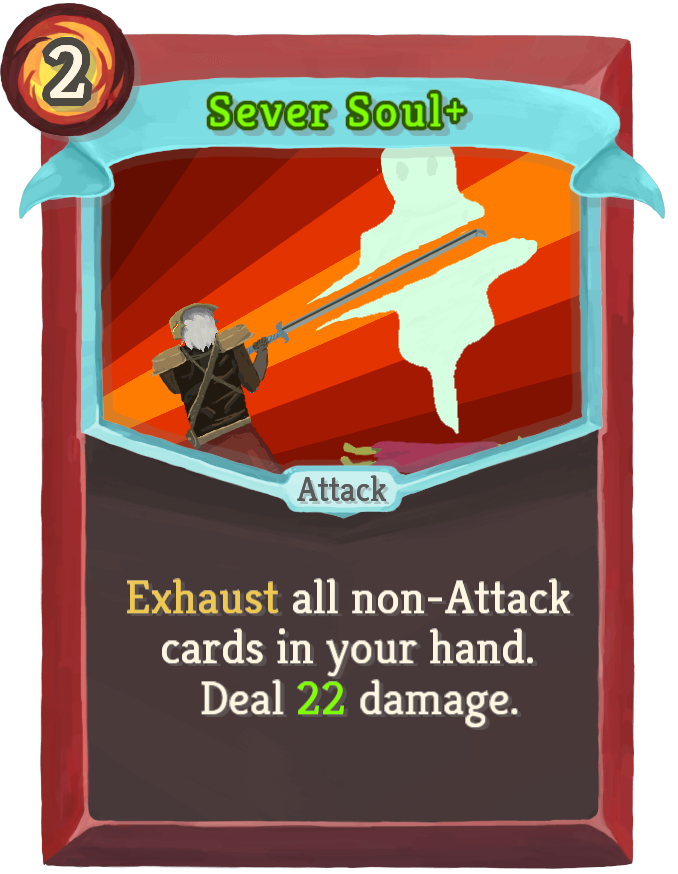 2
Sever Soul+
Attack
Exhaust all non-Attack
cards in your hand.
Deal 22 damage.